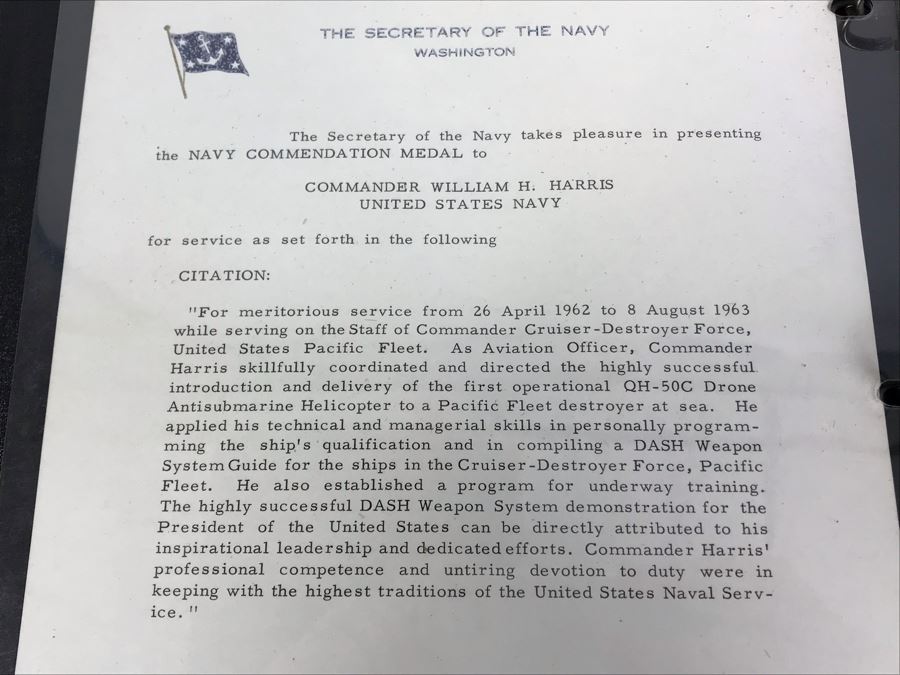 THE SECRETARY OF THE NAVY
WASHINGTON
The Secretary of the Navy takes pleasure in presenting
the NAVY COMMENDATION MEDAL to
COMMANDER WILLIAM H. HARRIS
UNITED STATES NAVY
for service as set forth in the following
CITATION:
"For meritorious service from 26 April 1962 to 8 August 1963
while serving on the Staff of Commander Cruiser-Destroyer Force,
United States Pacific Fleet. As Aviation Officer, Commander
Harris skillfully coordinated and directed the highly successful
introduction and delivery of the first operational QH-50C Drone
Antisubmarine Helicopter to a Pacific Fleet destroyer at sea. He
applied his technical and managerial skills in personally program-
ming the ship's qualification and in compiling a DASH Weapon
System Guide for the ships in the Cruiser-Destroyer Force, Pacific
Fleet. He also established a program for underway training.
The highly successful DASH Weapon System demonstration for the
President of the United States can be directly attributed to his
inspirational leadership and dedicated efforts. Commander Harris'
professional competence and untiring devotion to duty were in
keeping with the highest traditions of the United States Naval Serv-
ice."